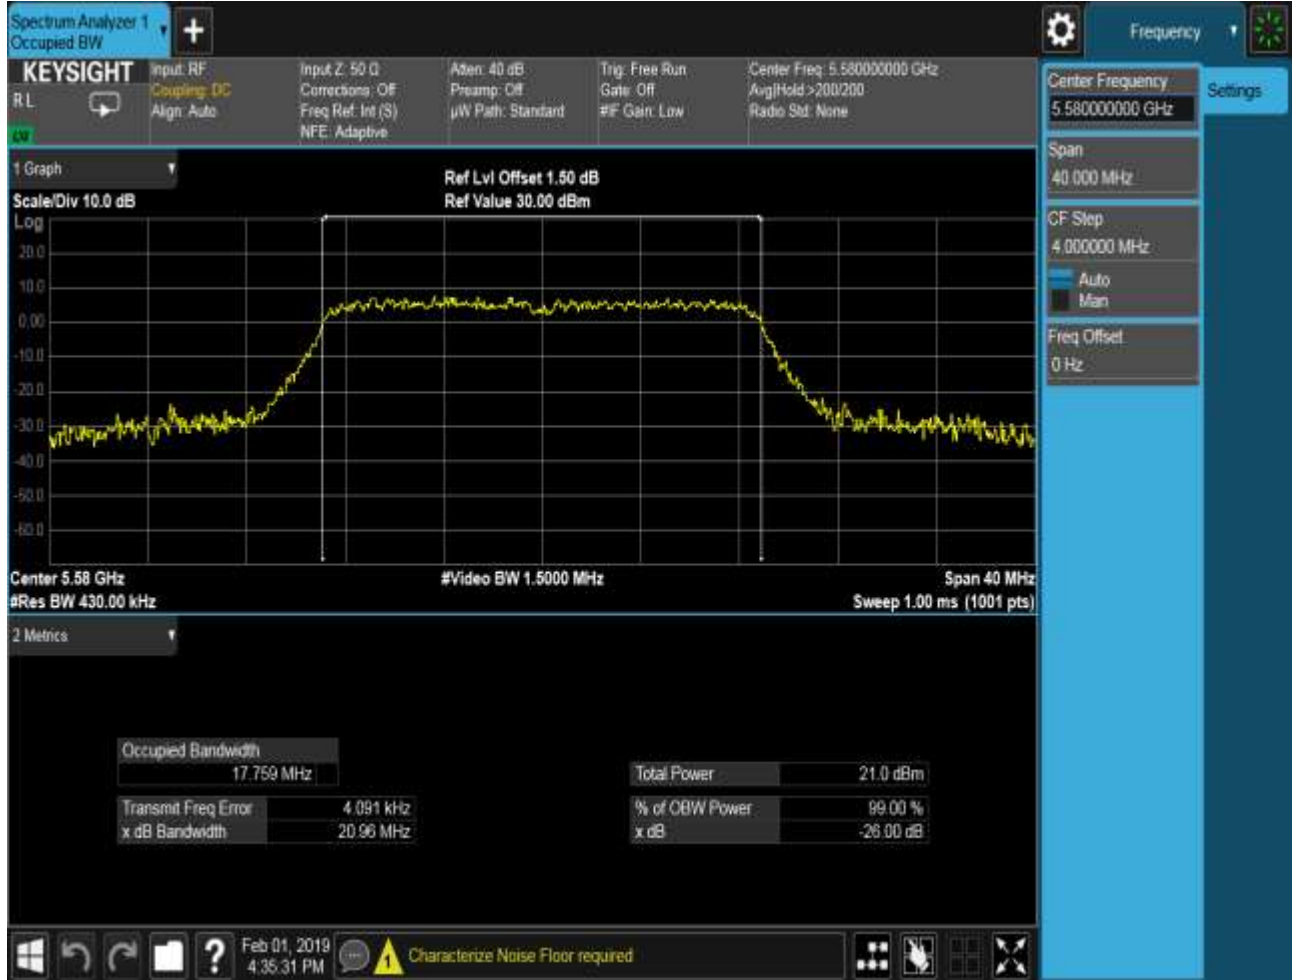 Spectrum Analyzer 1
Occupied BW
Frequency
KEYSIGHT
R L
Input: RF
Coupling: DC
Align: Auto
Input Z: 50 Ω
Corrections: Off
Freq Ref: Int (S)
NFE: Adaptive
Atten: 40 dB
Preamp: Off
µW Path: Standard
Trig: Free Run
Gate: Off
#IF Gain: Low
Center Freq: 5.580000000 GHz
Avg|Hold:>200/200
Radio Std: None
Center Frequency
5.580000000 GHz
Settings
Span
40.000 MHz
CF Step
4.000000 MHz
Auto
Man
Freq Offset
0 Hz
1 Graph
Scale/Div 10.0 dB
Ref Lvl Offset 1.50 dB
Ref Value 30.00 dBm
Log
20.0
10.0
0.00
-10.0
-20.0
-30.0
-40.0
-50.0
-60.0
Center 5.58 GHz
#Video BW 1.5000 MHz
Span 40 MHz
#Res BW 430.00 kHz
Sweep 1.00 ms (1001 pts)
2 Metrics
Occupied Bandwidth
17.759 MHz
Total Power 21.0 dBm
Transmit Freq Error 4.091 kHz
% of OBW Power 99.00 %
x dB Bandwidth 20.96 MHz
x dB -26.00 dB
? Feb 01, 2019
4:35:31 PM
1
Characterize Noise Floor required